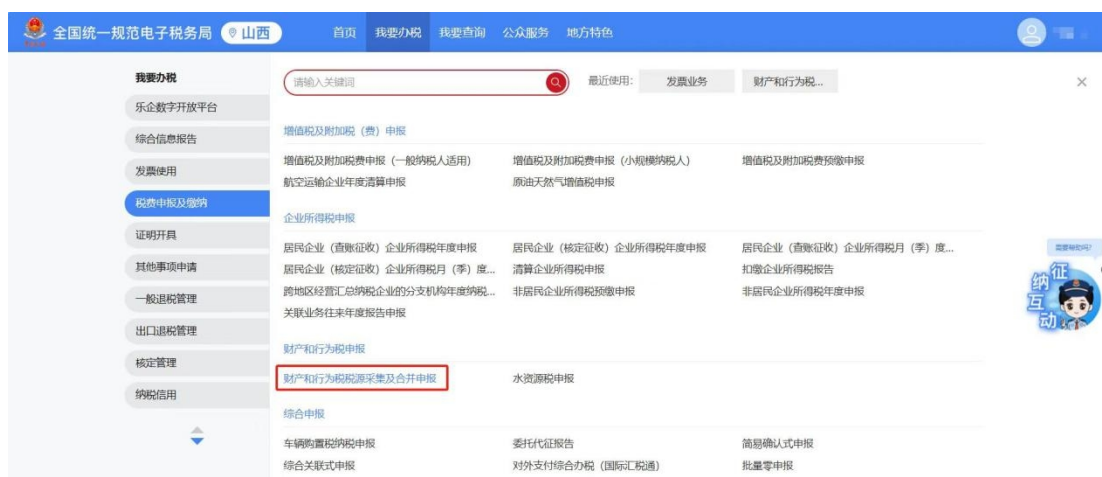 全国统一规范电子税务局 山西 首页 我要办税 我要查询 公众服务 地方特色
我要办税
乐企数字开放平台
综合信息报告
发票使用
税费申报及缴纳
证明开具
其他事项申请
一般退税管理
出口退税管理
核定管理
纳税信用
请输入关键词 最近使用: 发票业务 财产和行为税...
增值税及附加税（费）申报
增值税及附加税费申报（一般纳税人适用） 增值税及附加税费申报（小规模纳税人） 增值税及附加税费预缴申报
航空运输企业年度清算申报 原油天然气增值税申报
企业所得税申报
居民企业（查账征收）企业所得税年度申报 居民企业（核定征收）企业所得税年度申报 居民企业（查账征收）企业所得税月（季）度...
居民企业（核定征收）企业所得税月（季）度... 清算企业所得税申报 扣缴企业所得税报告
跨地区经营汇总纳税企业的分支机构年度纳税... 非居民企业所得税预缴申报 非居民企业所得税年度申报
关联业务往来年度报告申报
财产和行为税申报
财产和行为税税源采集及合并申报 水资源税申报
综合申报
车辆购置税纳税申报 委托代征报告 简易确认式申报
综合关联式申报 对外支付综合办税（国际汇税通） 批量零申报
需要帮助吗?
征纳互动